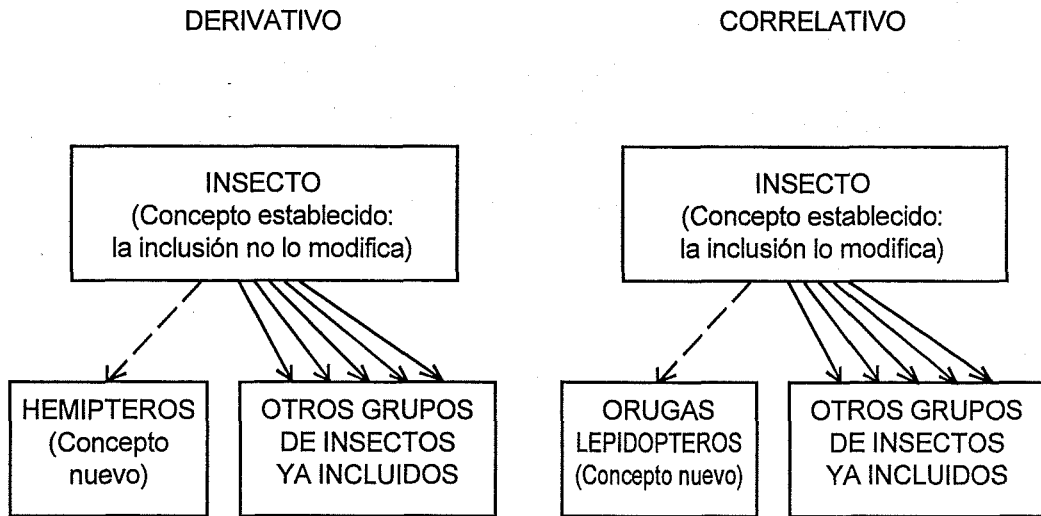 DERIVATIVO
INSECTO
(Concepto establecido:
la inclusión no lo modifica)
HEMIPTEROS
(Concepto
nuevo)
OTROS GRUPOS
DE INSECTOS
YA INCLUIDOS
CORRELATIVO
INSECTO
(Concepto establecido:
la inclusión lo modifica)
ORUGAS
LEPIDOPTEROS
(Concepto nuevo)
OTROS GRUPOS
DE INSECTOS
YA INCLUIDOS